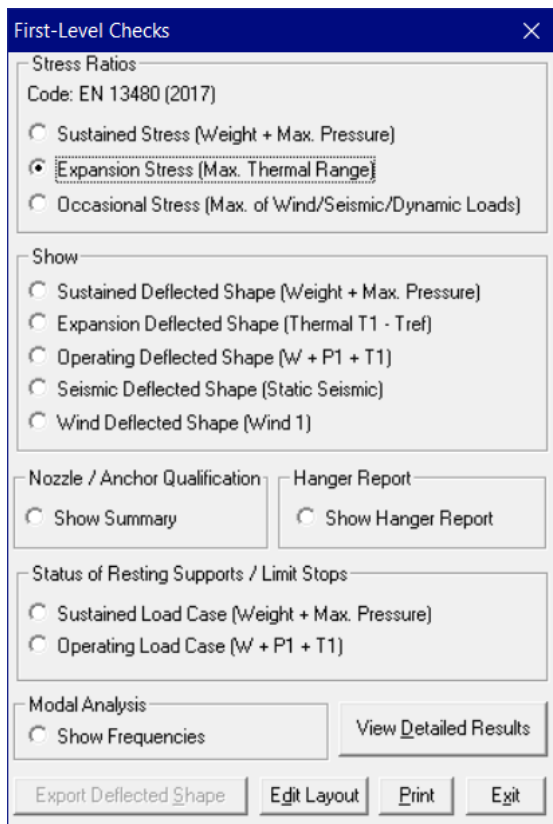 First-Level Checks
Stress Ratios
Code: EN 13480 (2017)
Sustained Stress (Weight + Max. Pressure)
Expansion Stress (Max. Thermal Range)
Occasional Stress (Max. of Wind/Seismic/Dynamic Loads)
Show
Sustained Deflected Shape (Weight + Max. Pressure)
Expansion Deflected Shape (Thermal T1 - Tref)
Operating Deflected Shape (W + P1 + T1)
Seismic Deflected Shape (Static Seismic)
Wind Deflected Shape (Wind 1)
Nozzle / Anchor Qualification
Show Summary
Hanger Report
Show Hanger Report
Status of Resting Supports / Limit Stops
Sustained Load Case (Weight + Max. Pressure)
Operating Load Case (W + P1 + T1)
Modal Analysis
Show Frequencies
View Detailed Results
Export Deflected Shape
Edit Layout
Print
Exit